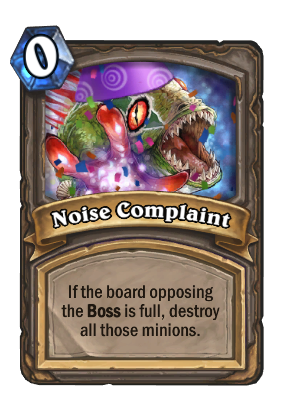 0
Noise Complaint
If the board opposing
the Boss is full, destroy
all those minions.